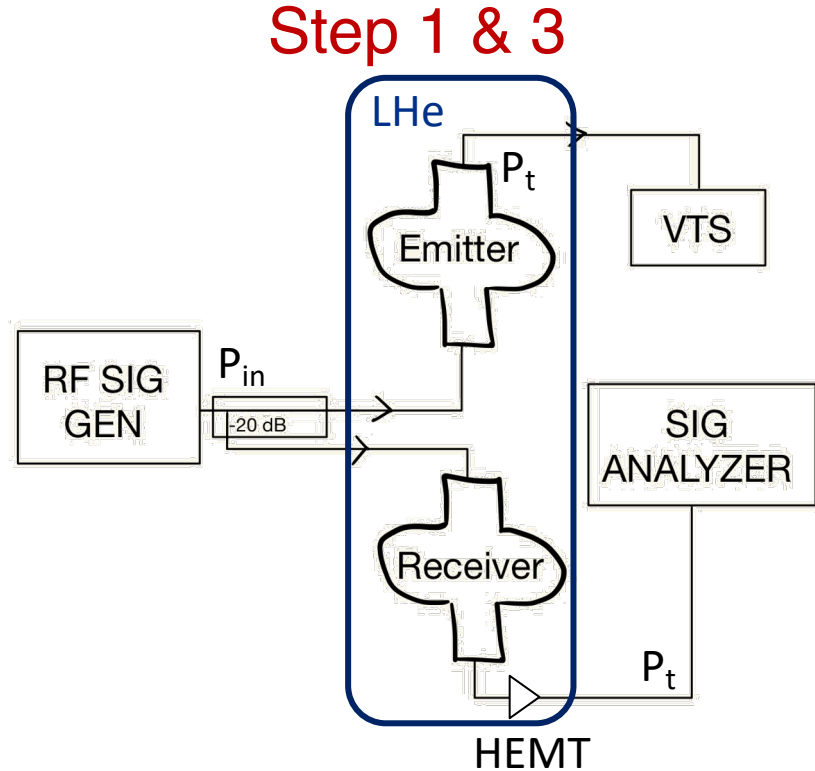 Step 1 & 3
LHe
Pt
Emitter
VTS
Pin
RF SIG
GEN
-20 dB
SIG
ANALYZER
Receiver
Pt
HEMT